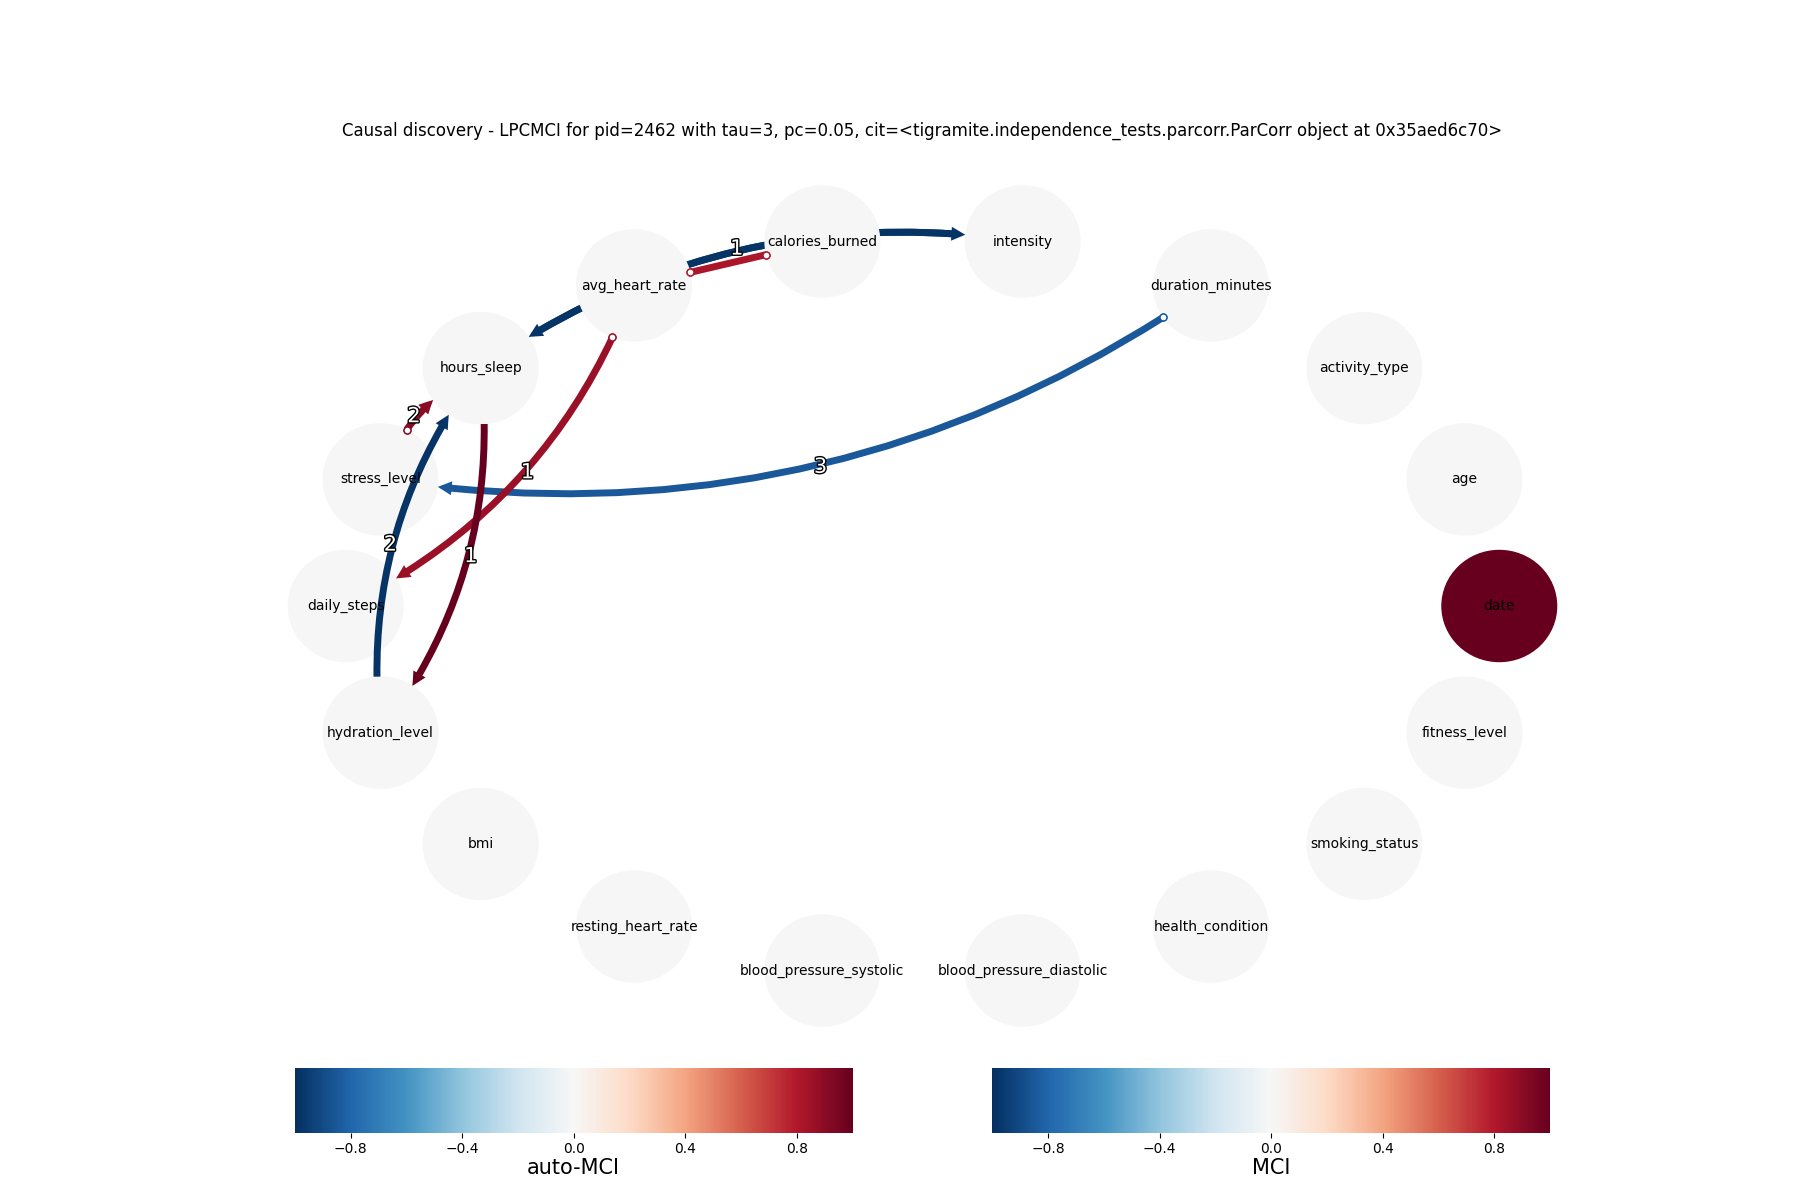 Causal discovery - LPCMCI for pid=2462 with tau=3, pc=0.05, cit=<tigramite.independence_tests.parcorr.ParCorr object at 0x35aed6c70>
calories_burned
intensity
1
avg_heart_rate
duration_minutes
hours_sleep
activity_type
2
3
1
stress_level
age
2
1
daily_steps
date
hydration_level
fitness_level
bmi
smoking_status
resting_heart_rate
health_condition
blood_pressure_systolic
blood_pressure_diastolic
−0.8 −0.4 0.0 0.4 0.8
auto-MCI
−0.8 −0.4 0.0 0.4 0.8
MCI